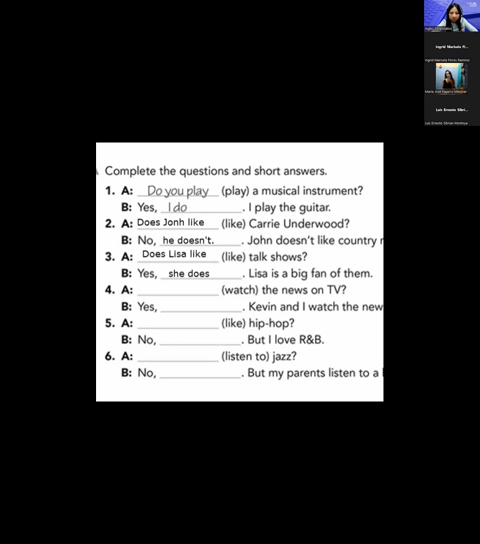 Ingrid Marisela R...
Luis Ernesto Sibri...
Complete the questions and short answers.
1. A: Do you play (play) a musical instrument?
B: Yes, I do . I play the guitar.
2. A: Does Jonh like (like) Carrie Underwood?
B: No, he doesn't. . John doesn't like country r
3. A: Does Lisa like (like) talk shows?
B: Yes, she does . Lisa is a big fan of them.
4. A: (watch) the news on TV?
B: Yes, . Kevin and I watch the new
5. A: (like) hip-hop?
B: No, . But I love R&B.
6. A: (listen to) jazz?
B: No, . But my parents listen to a l